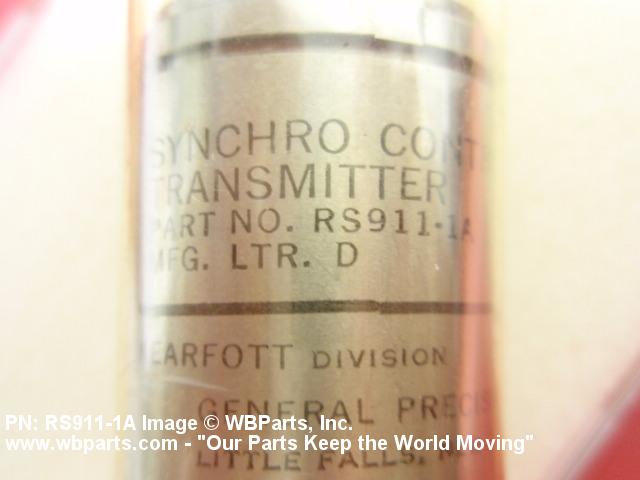 SYNCHRO CONT
TRANSMITTER
PART NO. RS911-1A
MFG. LTR. D
EARFOTT DIVISION
GENERAL PRECIS
LITTLE FALLS,
PN: RS911-1A Image © WBParts, Inc.
www.wbparts.com - "Our Parts Keep the World Moving"